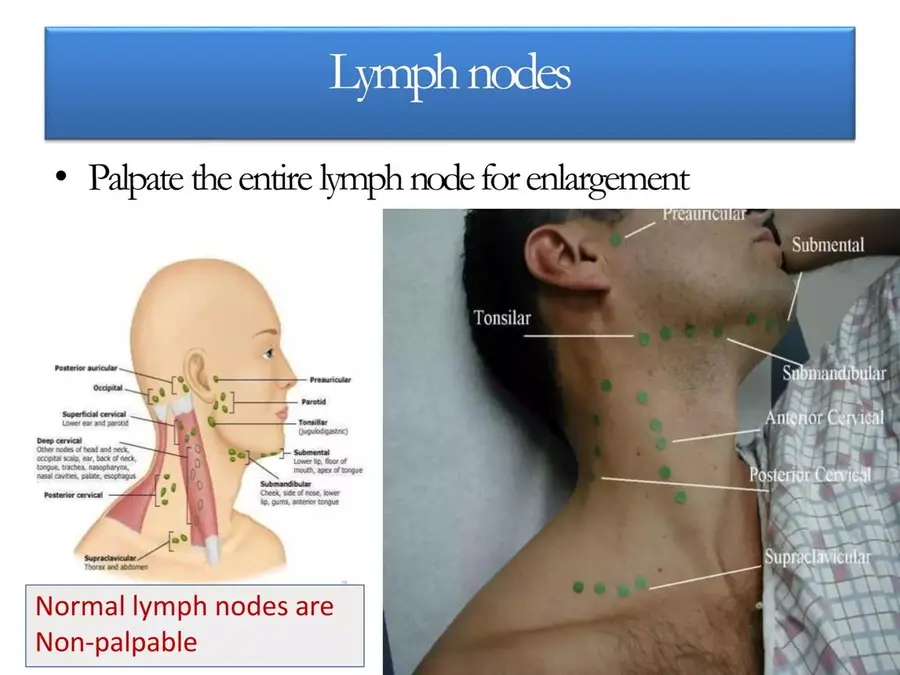 Lymph nodes
• Palpate the entire lymph node for enlargement
Posterior auricular
Occipital
Superficial cervical
Lower ear and parotid
Deep cervical
Other nodes of head and neck,
occipital scalp, ear, back of neck,
tongue, trachea, nasopharynx,
nasal cavities, palate, esophagus
Posterior cervical
Supraclavicular
Thorax and abdomen
Preauricular
Parotid
Tonsillar
(jugulodigastric)
Submental
Lower lip, floor of
mouth, apex of tongue
Submandibular
Cheek, side of nose, lower
lip, gums, anterior tongue
Preauricular
Submental
Tonsilar
Submandibular
Anterior Cervical
Posterior Cervical
Supraclavicular
Normal lymph nodes are
Non-palpable